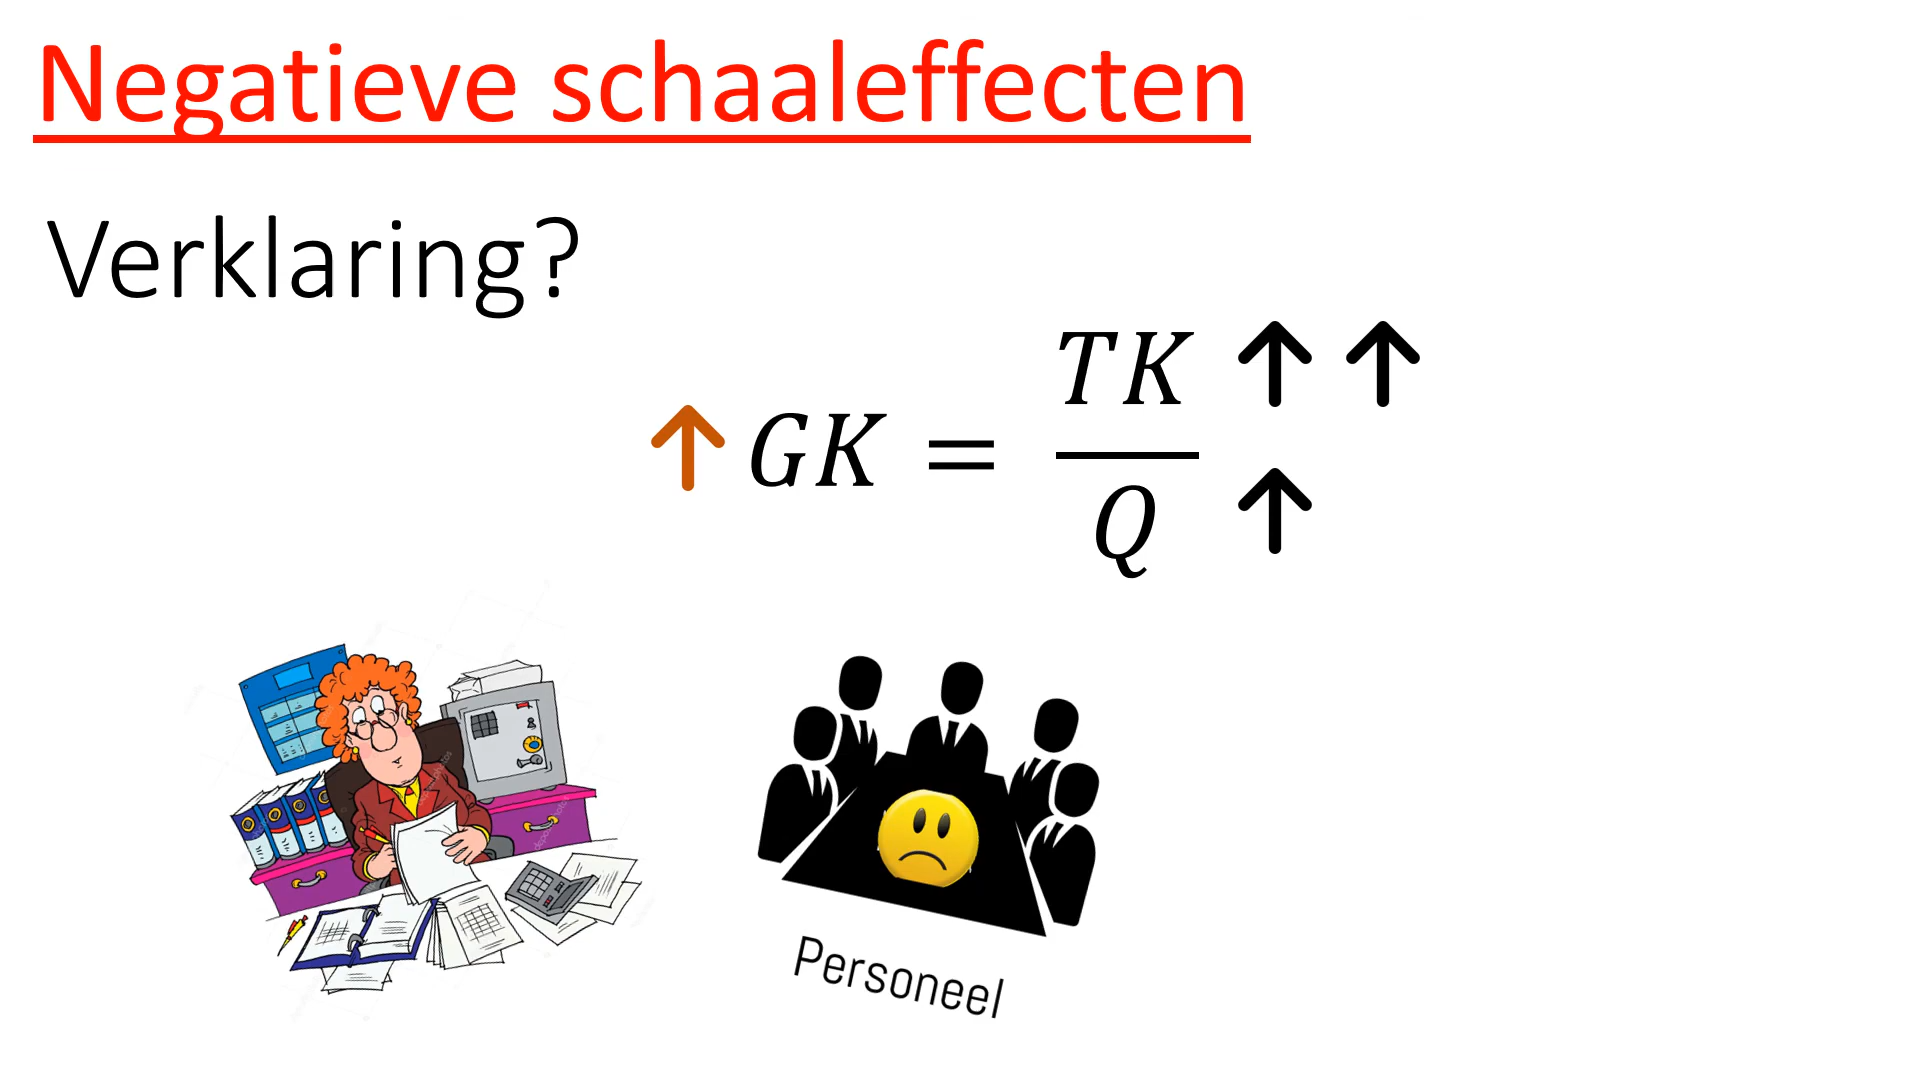 Negatieve schaaleffecten
Verklaring?
↑ GK = TK ↑ ↑
Q ↑
Personeel